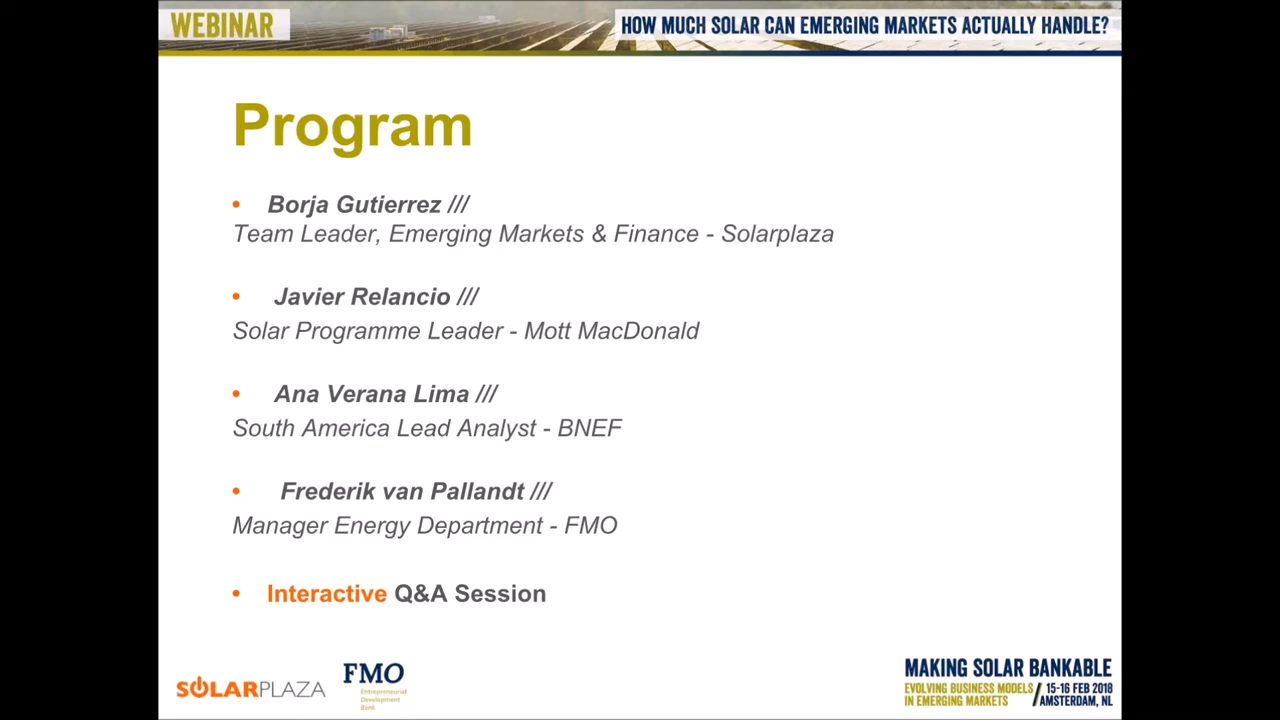 WEBINAR
HOW MUCH SOLAR CAN EMERGING MARKETS ACTUALLY HANDLE?
Program
• Borja Gutierrez ///
Team Leader, Emerging Markets & Finance - Solarplaza
• Javier Relancio ///
Solar Programme Leader - Mott MacDonald
• Ana Verana Lima ///
South America Lead Analyst - BNEF
• Frederik van Pallandt ///
Manager Energy Department - FMO
• Interactive Q&A Session
SOLARPLAZA
FMO
Entrepreneurial
Development
Bank
MAKING SOLAR BANKABLE
EVOLVING BUSINESS MODELS / 15-16 FEB 2018
IN EMERGING MARKETS / AMSTERDAM, NL